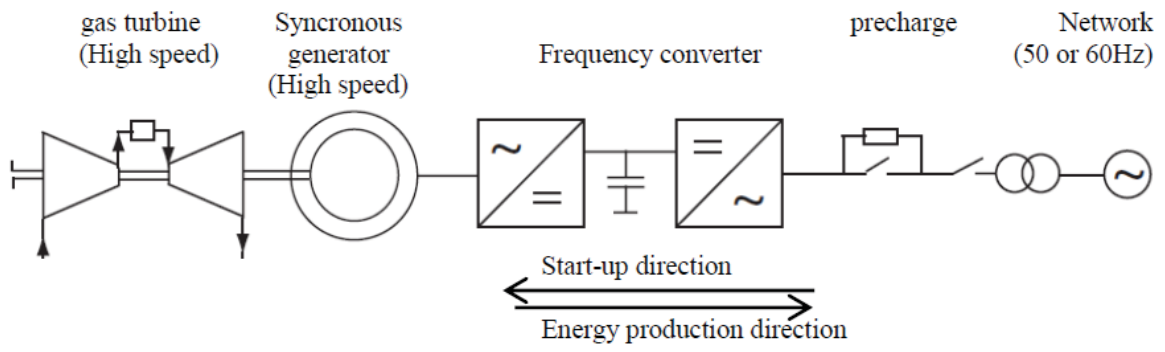 gas turbine
(High speed)
Syncronous
generator
(High speed)
Frequency converter
precharge
Network
(50 or 60Hz)
Start-up direction
Energy production direction